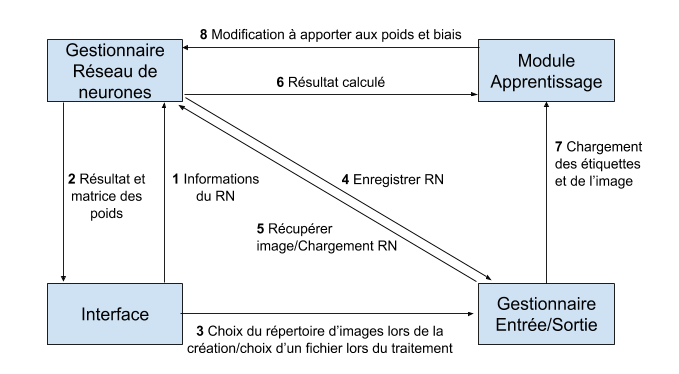 8 Modification à apporter aux poids et biais
Gestionnaire
Réseau de
neurones
Module
Apprentissage
6 Résultat calculé
7 Chargement
des étiquettes
et de l'image
2 Résultat et
matrice des
poids
1 Informations
du RN
4 Enregistrer RN
5 Récupérer
image/Chargement RN
Interface
Gestionnaire
Entrée/Sortie
3 Choix du répertoire d'images lors de la
création/choix d'un fichier lors du traitement